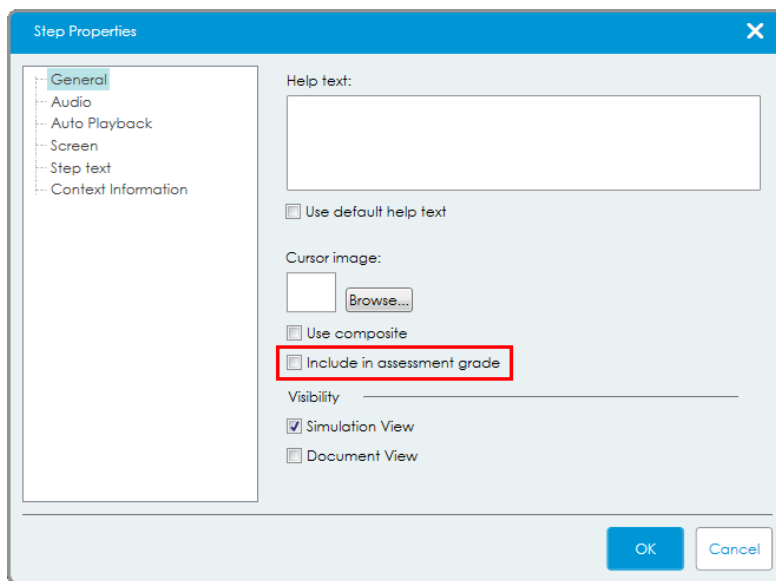 Step Properties
General
Audio
Auto Playback
Screen
Step text
Context Information
Help text:
Use default help text
Cursor image:
Browse...
Use composite
Include in assessment grade
Visibility
Simulation View
Document View
OK
Cancel